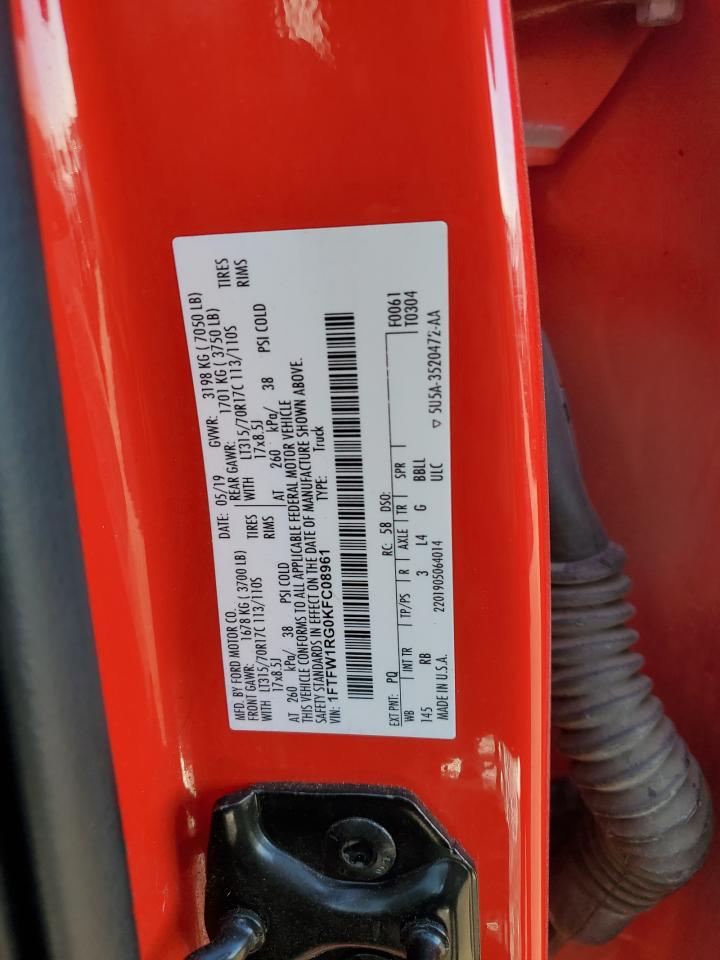 MFD. BY FORD MOTOR CO.
DATE: 05/19
GVWR: 3198 KG ( 7050 LB)
FRONT GAWR: 1678 KG ( 3700 LB)
REAR GAWR: 1701 KG ( 3750 LB)
WITH LT315/70R17C 113/110S TIRES
WITH LT315/70R17C 113/110S TIRES
17x8.5J RIMS
17x8.5J RIMS
AT 260 kPa/ 38 PSI COLD
AT 260 kPa/ 38 PSI COLD
THIS VEHICLE CONFORMS TO ALL APPLICABLE FEDERAL MOTOR VEHICLE
SAFETY STANDARDS IN EFFECT ON THE DATE OF MANUFACTURE SHOWN ABOVE.
VIN: 1FTFW1RG0KFC08961
TYPE: Truck
EXT PNT: PQ RC: 58 DSO: F0061
WB INT TR TP/PS R AXLE TR SPR T0304
145 RB 3 L4 G BBLL
MADE IN U.S.A. 2201905064014 ULC ▽ 5U5A-3520472-AA